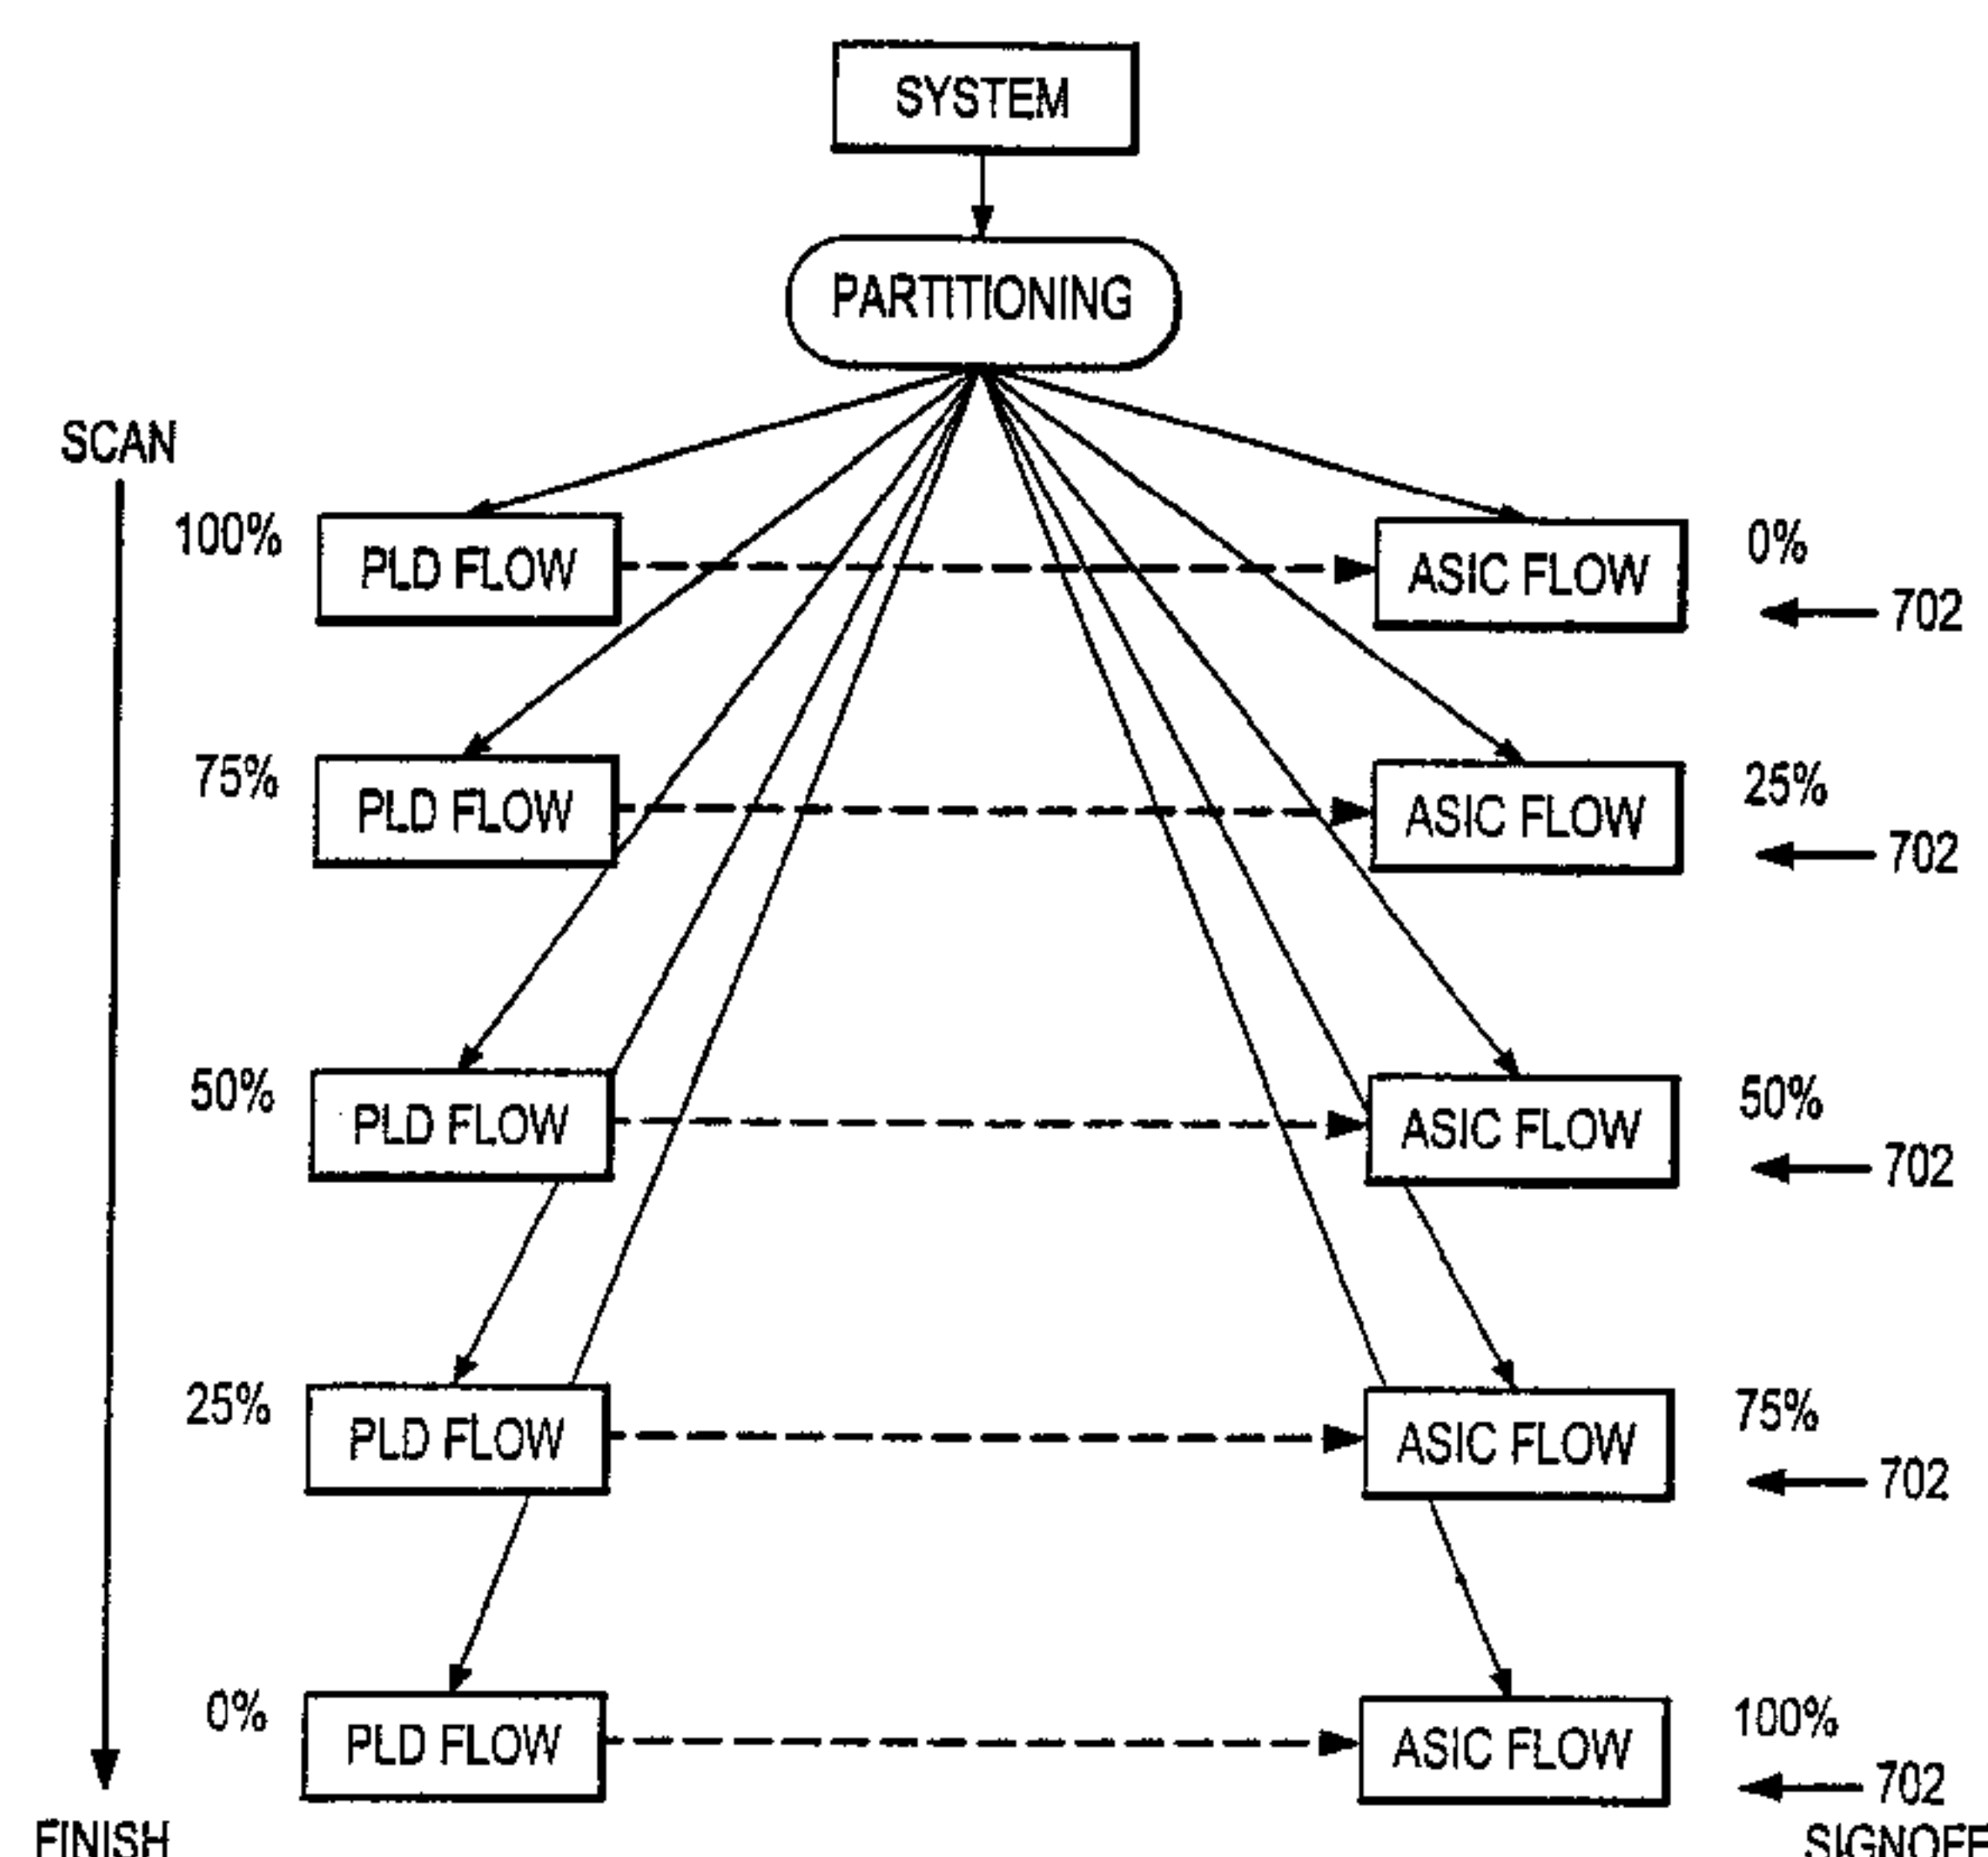 SYSTEM
PARTITIONING
SCAN
100%
PLD FLOW
ASIC FLOW
0%
702
75%
PLD FLOW
ASIC FLOW
25%
702
50%
PLD FLOW
ASIC FLOW
50%
702
25%
PLD FLOW
ASIC FLOW
75%
702
0%
PLD FLOW
ASIC FLOW
100%
702
FINISH
SIGNOFF